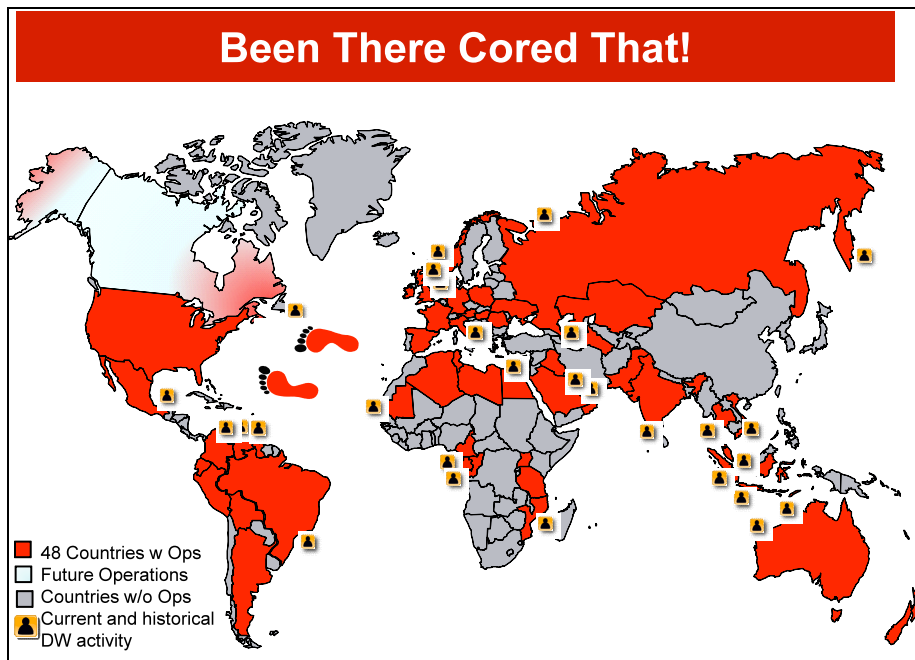 Been There Cored That!
48 Countries w Ops
Future Operations
Countries w/o Ops
Current and historical
DW activity